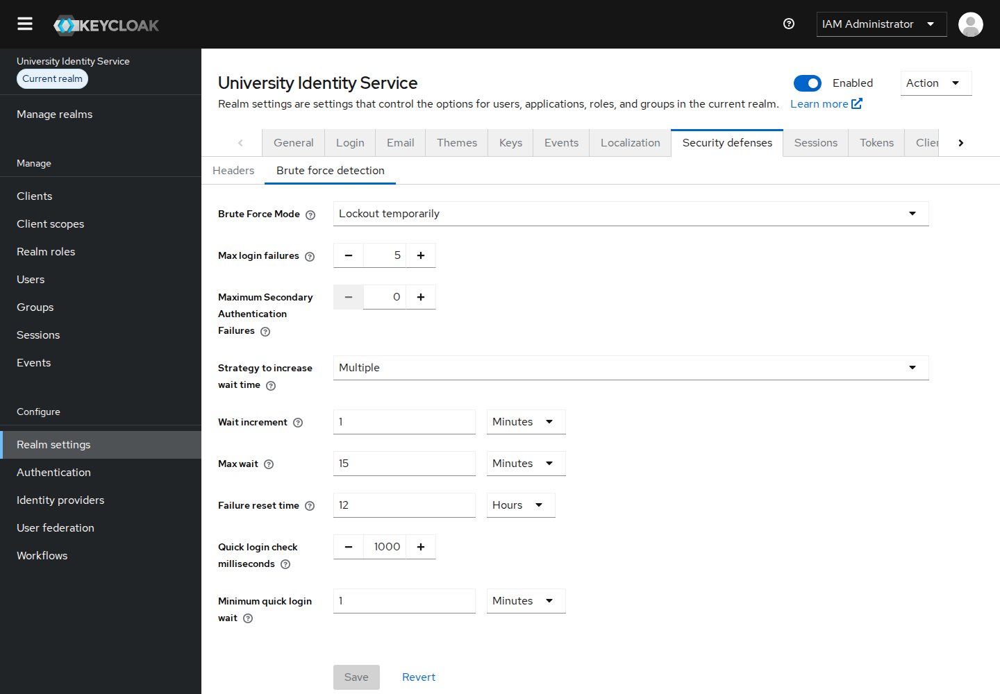 KEYCLOAK
IAM Administrator
University Identity Service
Current realm
Manage realms
Manage
Clients
Client scopes
Realm roles
Users
Groups
Sessions
Events
Configure
Realm settings
Authentication
Identity providers
User federation
Workflows
University Identity Service
Enabled
Action
Realm settings are settings that control the options for users, applications, roles, and groups in the current realm. Learn more
General Login Email Themes Keys Events Localization Security defenses Sessions Tokens Clier
Headers Brute force detection
Brute Force Mode
Lockout temporarily
Max login failures
5
Maximum Secondary
Authentication
Failures
0
Strategy to increase
wait time
Multiple
Wait increment
1 Minutes
Max wait
15 Minutes
Failure reset time
12 Hours
Quick login check
milliseconds
1000
Minimum quick login
wait
1 Minutes
Save Revert